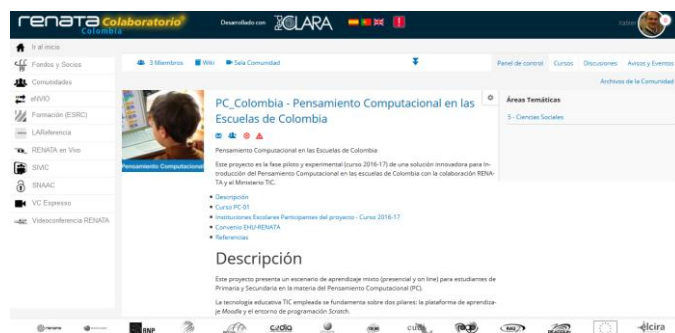 renata Colaboratorio
Colombia
Desarrollado con
CLARA
Ir al inicio
Fondos y Socios
Comunidades
eNVIO
Formación (ESRC)
LAReferencia
RENATA en Vivo
SIVIC
SNAAC
VC Espresso
Videoconferencia RENATA
3 Miembros
Wiki
Sala Comunidad
Panel de control
Cursos
Discusiones
Avisos y Eventos
Archivos de la Comunidad
Pensamiento Computacional
PC_Colombia - Pensamiento Computacional en las
Escuelas de Colombia
Áreas Temáticas
5 - Ciencias Sociales
Pensamiento Computacional en las Escuelas de Colombia
Este proyecto es la fase piloto y experimental (curso 2016-17) de una solución innovadora para In-
troducción del Pensamiento Computacional en las escuelas de Colombia con la colaboración RENA-
TA y el Ministerio TIC.
Descripción
Curso PC-01
Instituciones Escolares Participantes del proyecto - Curso 2016-17
Convenio EHU-RENATA
Referencias
Descripción
Este proyecto presenta un escenario de aprendizaje mixto (presencial y on line) para estudiantes de
Primaria y Secundaria en la materia del Pensamiento Computacional (PC).
La tecnología educativa TIC empleada se fundamenta sobre dos pilares: la plataforma de aprendiza-
je Moodle y el entorno de programación Scratch.
RNP
cudi